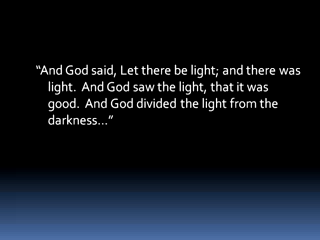 “And God said, Let there be light; and there was
light.  And God saw the light, that it was
good.  And God divided the light from the
darkness…”